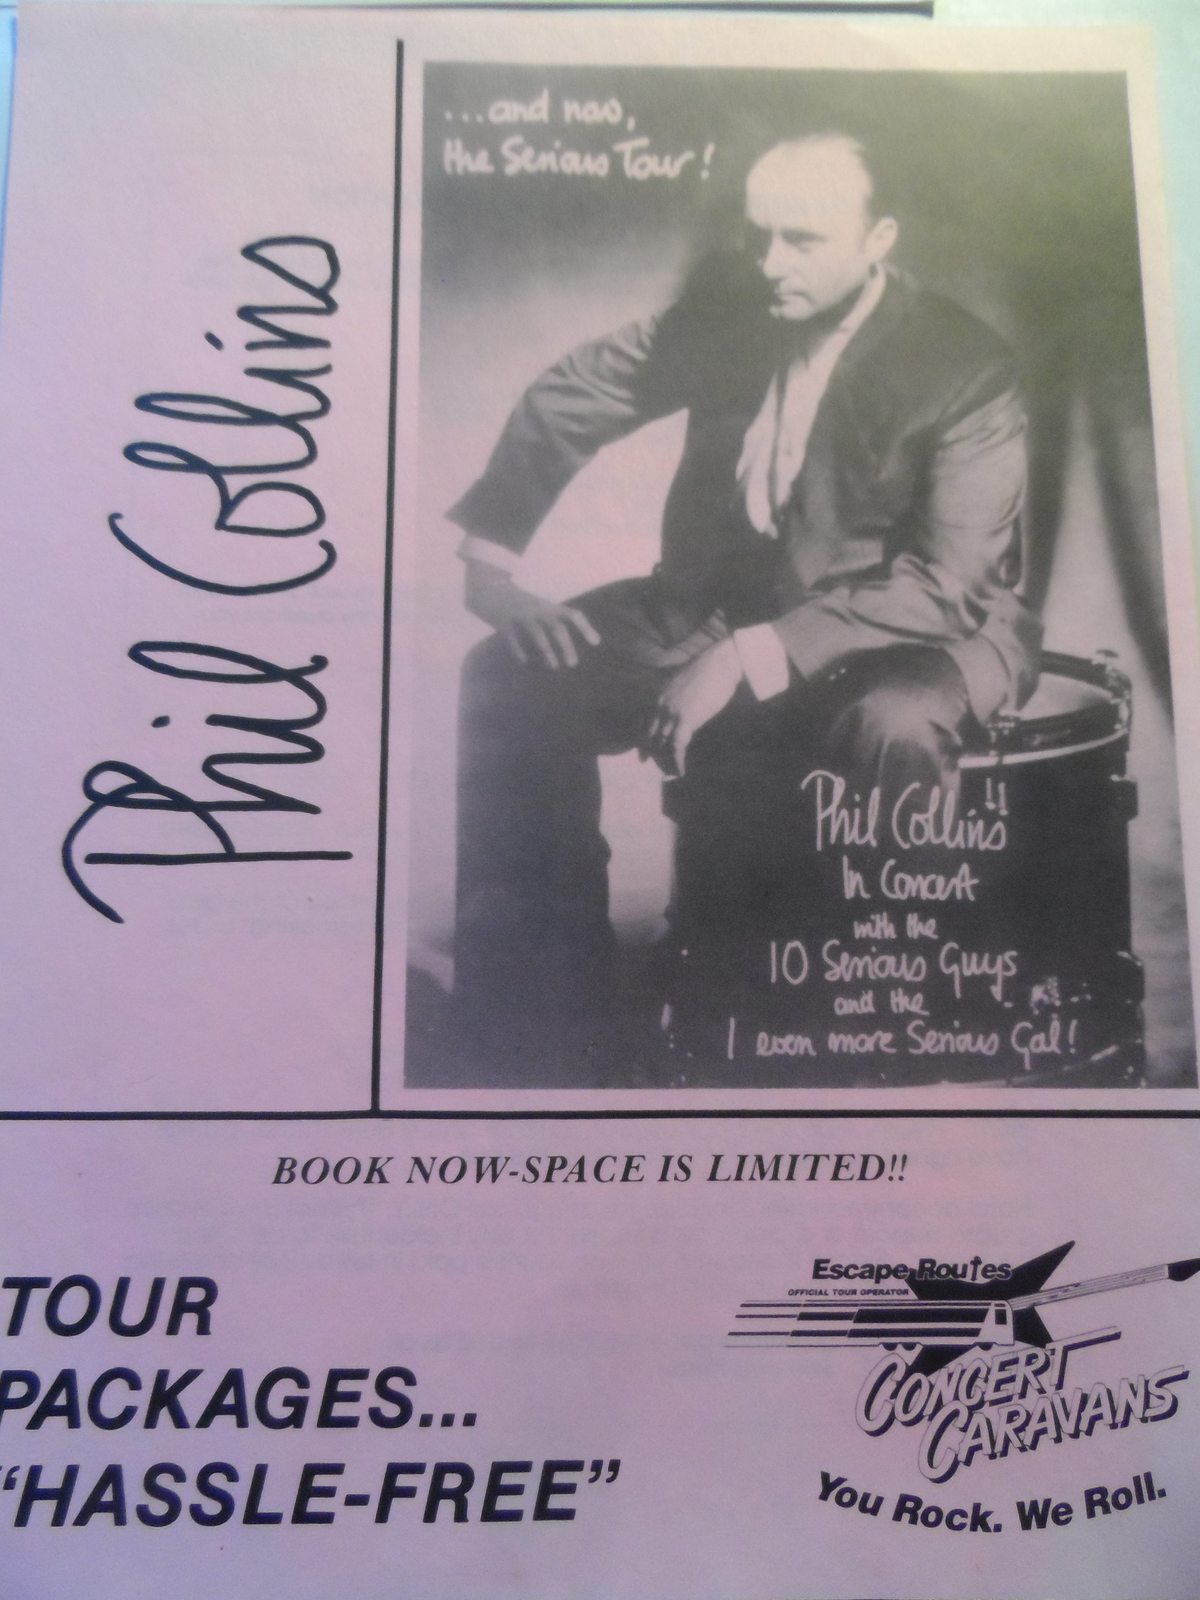 Phil Collins
...and now,
the Serious Tour!
Phil Collins!!
In Concert
with the
10 Serious Guys
and the
1 even more Serious Gal!
BOOK NOW-SPACE IS LIMITED!!
TOUR
PACKAGES...
“HASSLE-FREE”
Escape Routes
OFFICIAL TOUR OPERATOR
CONCERT
CARAVANS
You Rock. We Roll.